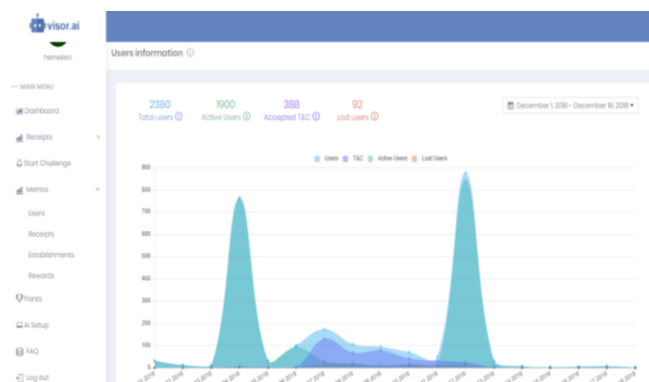 visor.ai
heineken
Users information
MAIN MENU
Dashboard
Receipts
Start Challenge
Metrics
Users
Receipts
Establishments
Rewards
Points
AI Setup
FAQ
Log out
2380
Total users
1900
Active Users
388
Accepted T&C
92
Lost users
December 1, 2018 - December 18, 2018
Users T&C Active Users Lost Users
800
700
500
400
300
200
100
0